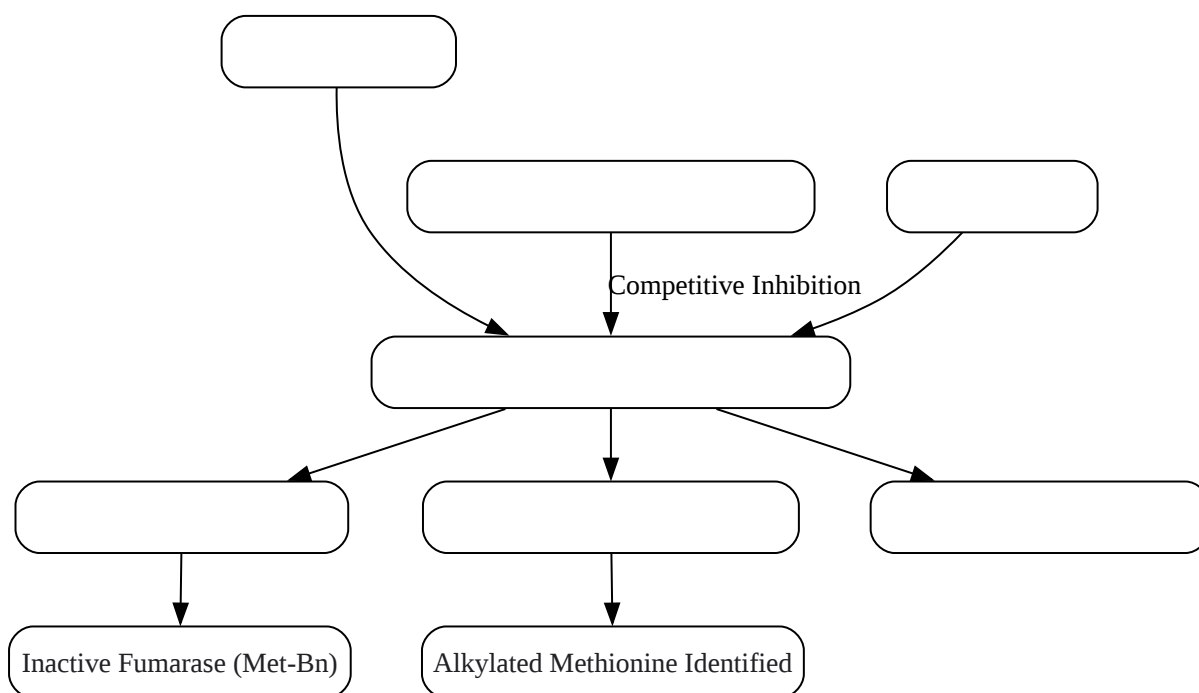 Competitive Inhibition
Inactive Fumarase (Met-Bn)
Alkylated Methionine Identified